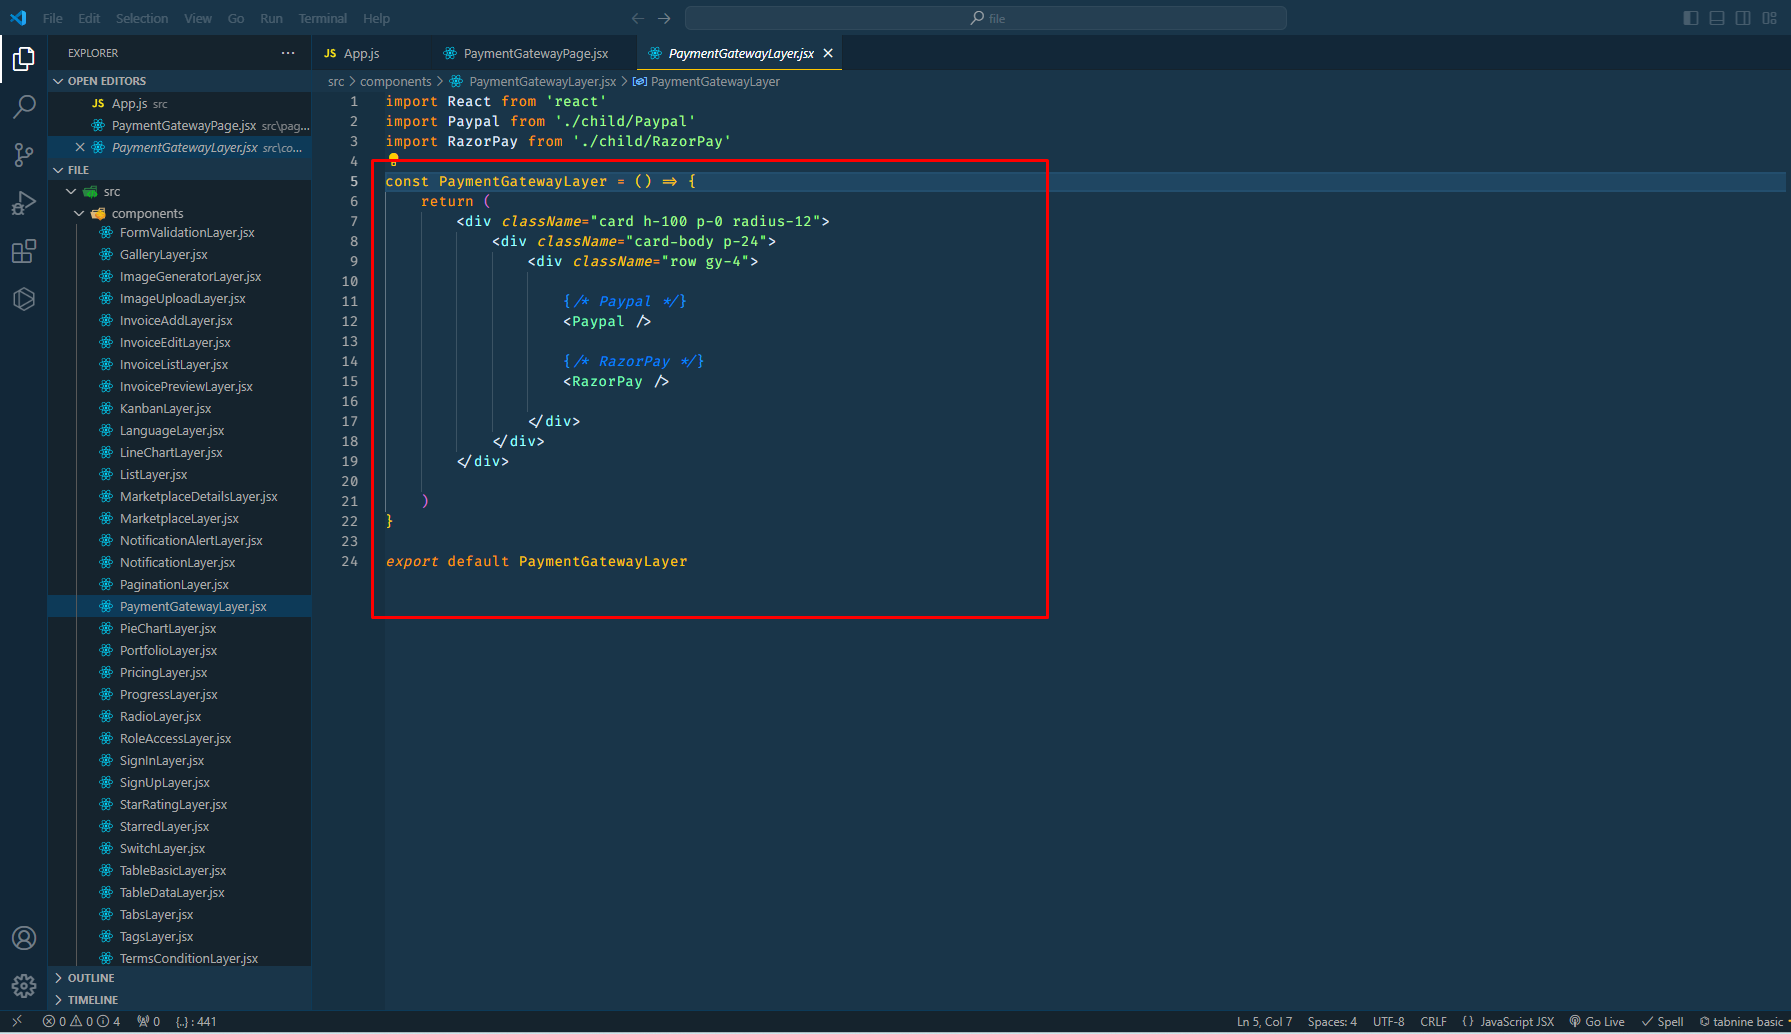 File Edit Selection View Go Run Terminal Help
file
EXPLORER
OPEN EDITORS
JS App.js src
PaymentGatewayPage.jsx src\pag...
PaymentGatewayLayer.jsx src\co...
FILE
src
components
FormValidationLayer.jsx
GalleryLayer.jsx
ImageGeneratorLayer.jsx
ImageUploadLayer.jsx
InvoiceAddLayer.jsx
InvoiceEditLayer.jsx
InvoiceListLayer.jsx
InvoicePreviewLayer.jsx
KanbanLayer.jsx
LanguageLayer.jsx
LineChartLayer.jsx
ListLayer.jsx
MarketplaceDetailsLayer.jsx
MarketplaceLayer.jsx
NotificationAlertLayer.jsx
NotificationLayer.jsx
PaginationLayer.jsx
PaymentGatewayLayer.jsx
PieChartLayer.jsx
PortfolioLayer.jsx
PricingLayer.jsx
ProgressLayer.jsx
RadioLayer.jsx
RoleAccessLayer.jsx
SignInLayer.jsx
SignUpLayer.jsx
StarRatingLayer.jsx
StarredLayer.jsx
SwitchLayer.jsx
TableBasicLayer.jsx
TableDataLayer.jsx
TabsLayer.jsx
TagsLayer.jsx
TermsConditionLayer.jsx
OUTLINE
TIMELINE
JS App.js PaymentGatewayPage.jsx PaymentGatewayLayer.jsx
src > components > PaymentGatewayLayer.jsx > PaymentGatewayLayer
1 import React from 'react'
2 import Paypal from './child/Paypal'
3 import RazorPay from './child/RazorPay'
4
5 const PaymentGatewayLayer = () => {
6 return (
7 <div className="card h-100 p-0 radius-12">
8 <div className="card-body p-24">
9 <div className="row gy-4">
10
11 {/* Paypal */}
12 <Paypal />
13
14 {/* RazorPay */}
15 <RazorPay />
16
17 </div>
18 </div>
19 </div>
20
21 )
22 }
23
24 export default PaymentGatewayLayer
0 0 4 0 {..} : 441 Ln 5, Col 7 Spaces: 4 UTF-8 CRLF {} JavaScript JSX Go Live Spell tabnine basic